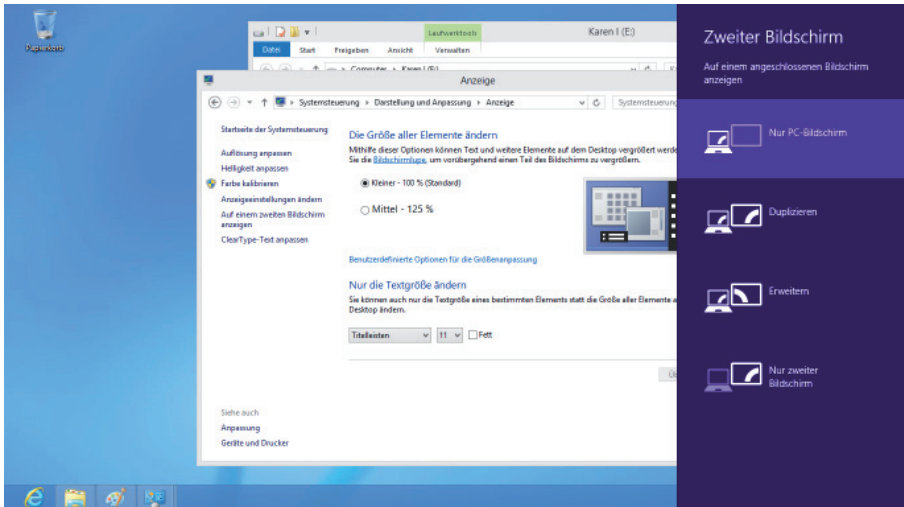 Papierkorb
Laufwerktools
Karen I (E:)
Datei Start Freigeben Ansicht Verwalten
Computer Karen I (E:)
Anzeige
Systemsteuerung Darstellung und Anpassung Anzeige
Systemsteuerung
Startseite der Systemsteuerung
Auflösung anpassen
Helligkeit anpassen
Farbe kalibrieren
Anzeigeeinstellungen ändern
Auf einem zweiten Bildschirm
anzeigen
ClearType-Text anpassen
Siehe auch
Anpassung
Geräte und Drucker
Die Größe aller Elemente ändern
Mithilfe dieser Optionen können Text und weitere Elemente auf dem Desktop vergrößert werde
Sie die Bildschirmlupe, um vorübergehend einen Teil des Bildschirms zu vergrößern.
Kleiner - 100 % (Standard)
Mittel - 125 %
Benutzerdefinierte Optionen für die Größenanpassung
Nur die Textgröße ändern
Sie können auch nur die Textgröße eines bestimmten Elements statt die Größe aller Elemente a
Desktop ändern.
Titelleisten 11 Fett
Zweiter Bildschirm
Auf einem angeschlossenen Bildschirm
anzeigen
Nur PC-Bildschirm
Duplizieren
Erweitern
Nur zweiter
Bildschirm